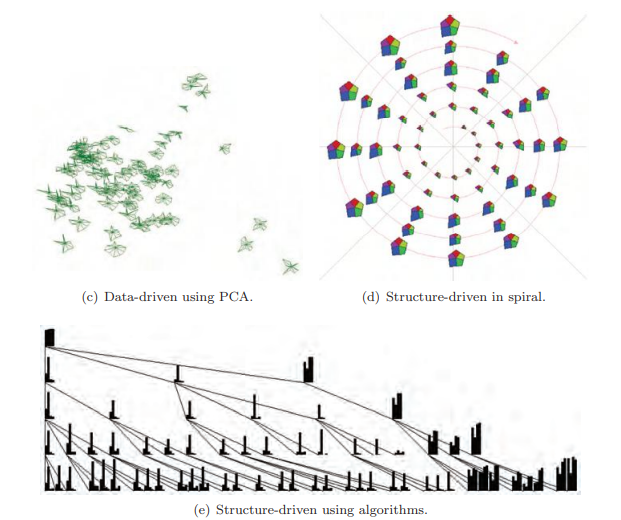 (c) Data-driven using PCA.
(d) Structure-driven in spiral.
(e) Structure-driven using algorithms.